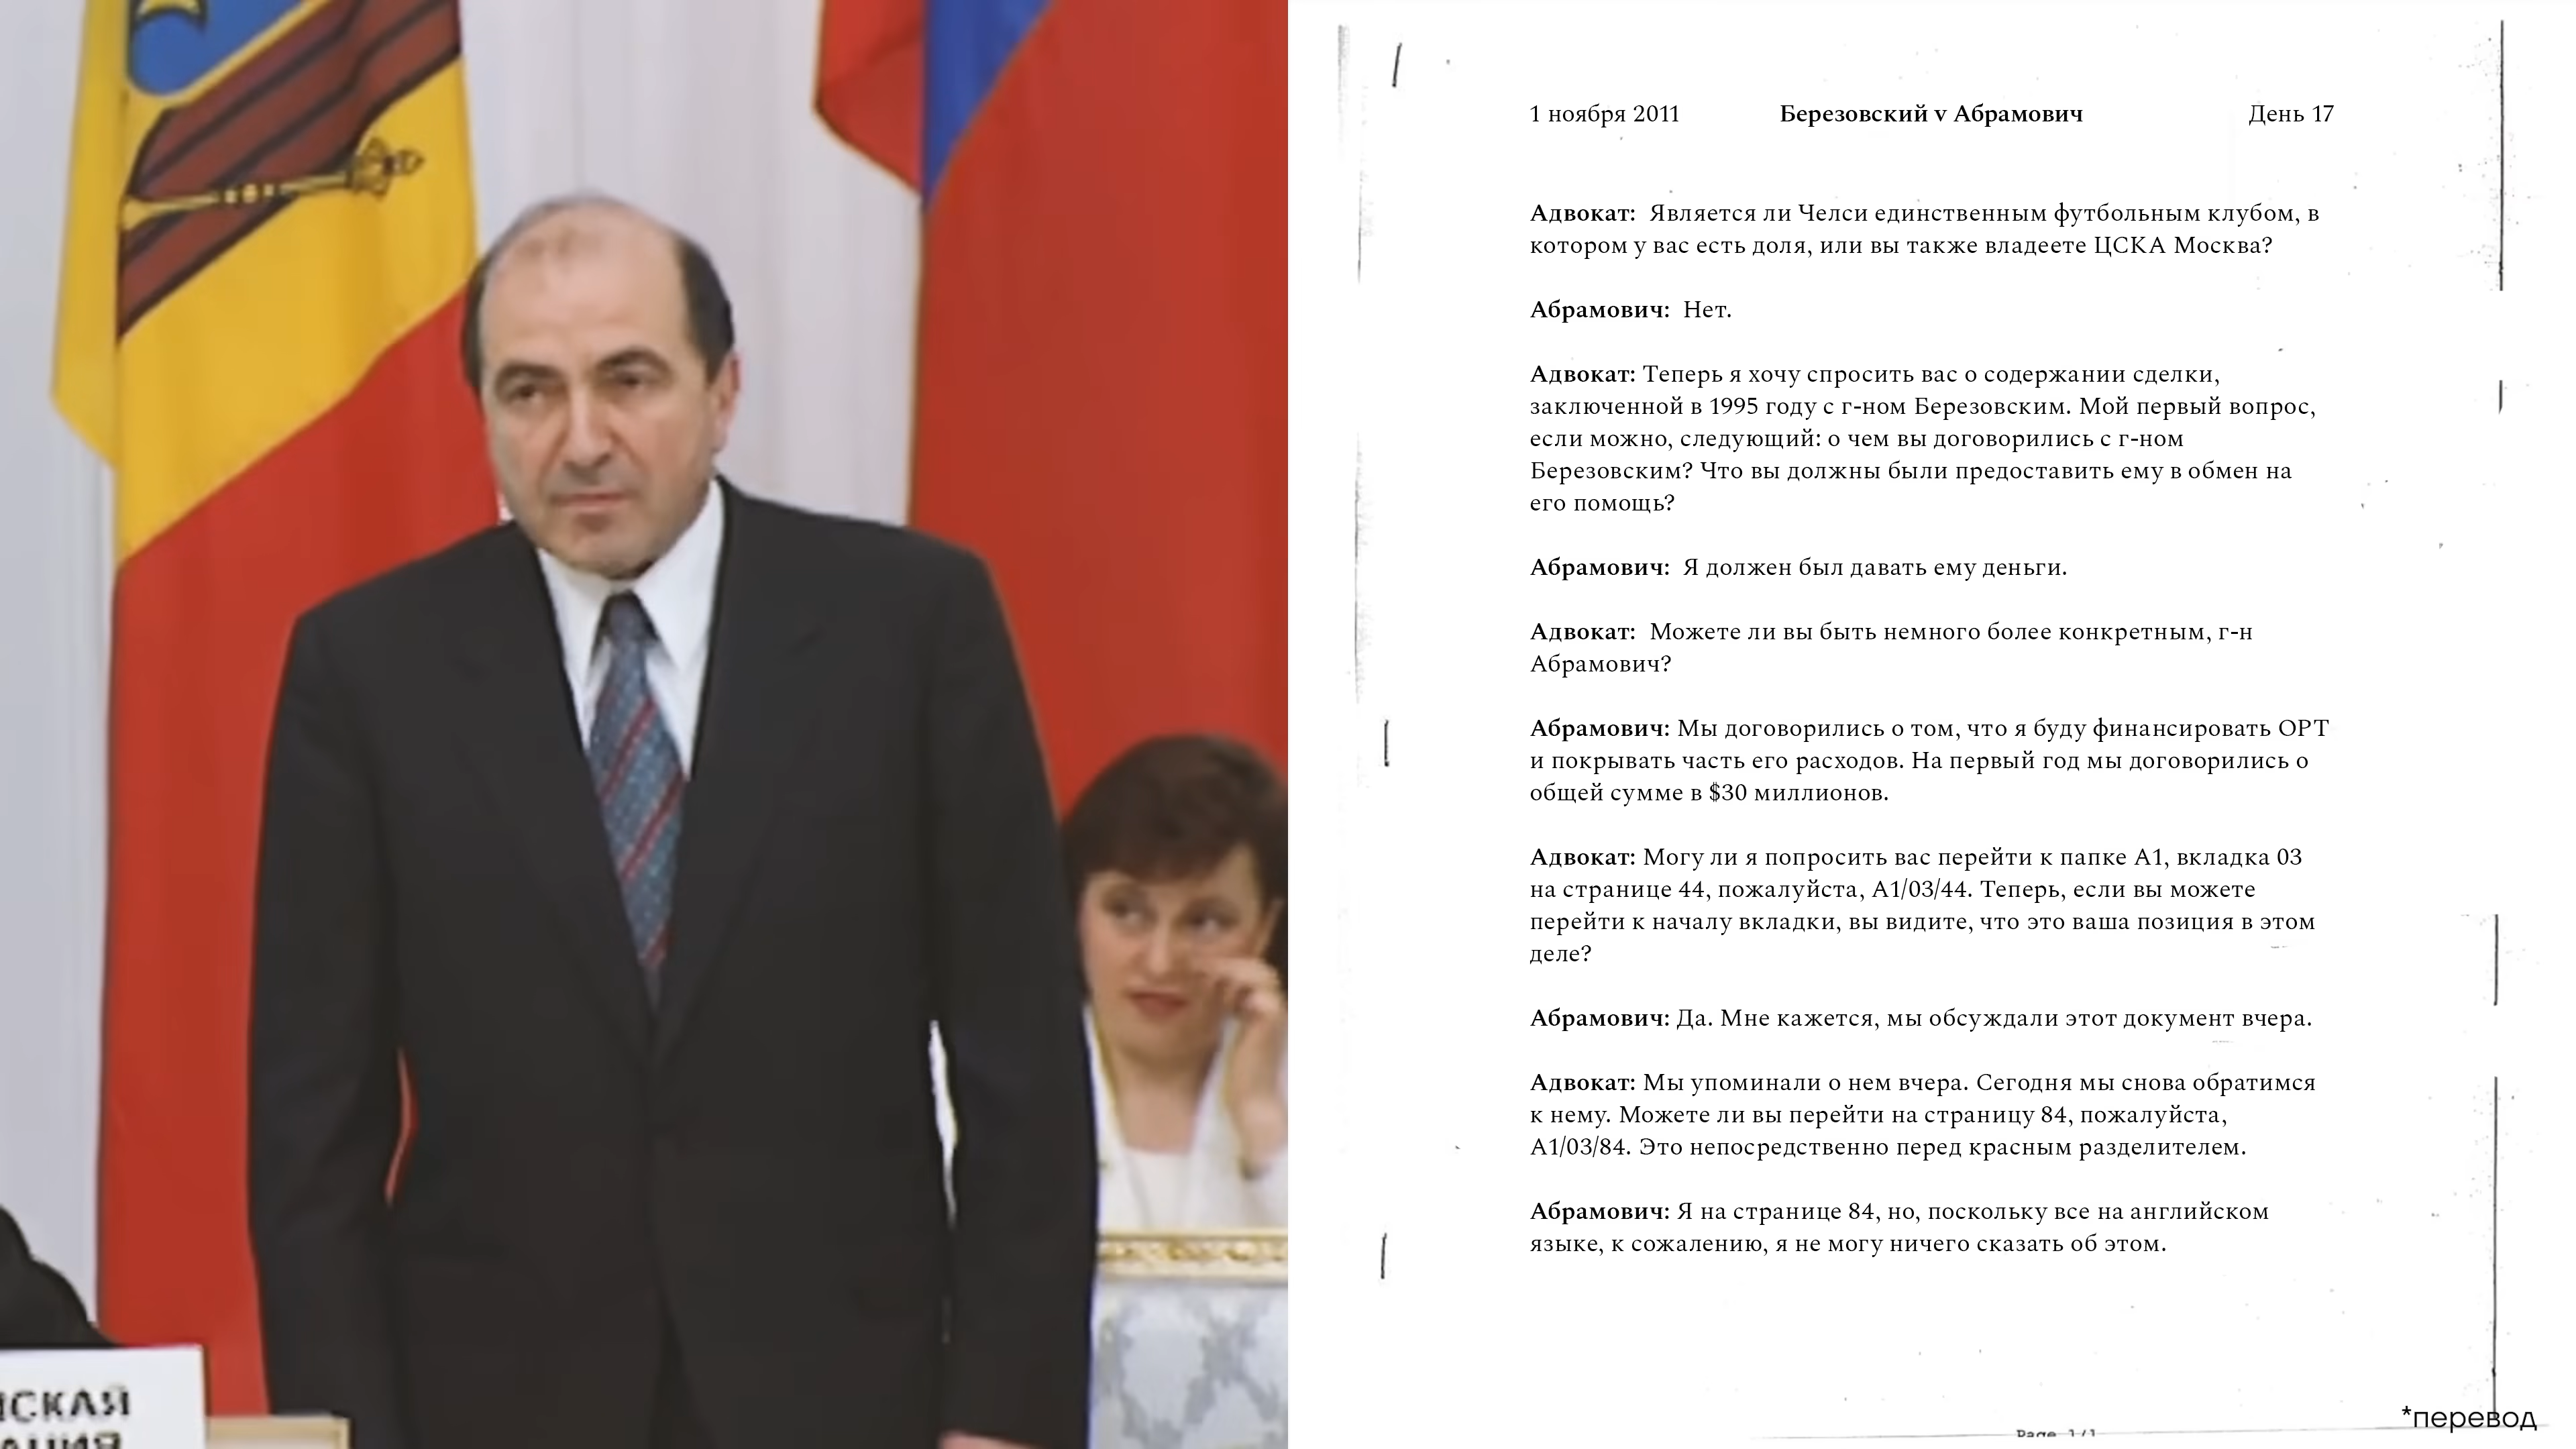 1 ноября 2011 Березовский v Абрамович День 17
Адвокат: Является ли Челси единственным футбольным клубом, в
котором у вас есть доля, или вы также владеете ЦСКА Москва?
Абрамович: Нет.
Адвокат: Теперь я хочу спросить вас о содержании сделки,
заключенной в 1995 году с г-ном Березовским. Мой первый вопрос,
если можно, следующий: о чем вы договорились с г-ном
Березовским? Что вы должны были предоставить ему в обмен на
его помощь?
Абрамович: Я должен был давать ему деньги.
Адвокат: Можете ли вы быть немного более конкретным, г-н
Абрамович?
Абрамович: Мы договорились о том, что я буду финансировать ОРТ
и покрывать часть его расходов. На первый год мы договорились о
общей сумме в $30 миллионов.
Адвокат: Могу ли я попросить вас перейти к папке А1, вкладка 03
на странице 44, пожалуйста, А1/03/44. Теперь, если вы можете
перейти к началу вкладки, вы видите, что это ваша позиция в этом
деле?
Абрамович: Да. Мне кажется, мы обсуждали этот документ вчера.
Адвокат: Мы упоминали о нем вчера. Сегодня мы снова обратимся
к нему. Можете ли вы перейти на страницу 84, пожалуйста,
А1/03/84. Это непосредственно перед красным разделителем.
Абрамович: Я на странице 84, но, поскольку все на английском
языке, к сожалению, я не могу ничего сказать об этом.
*перевод
Page 1/1